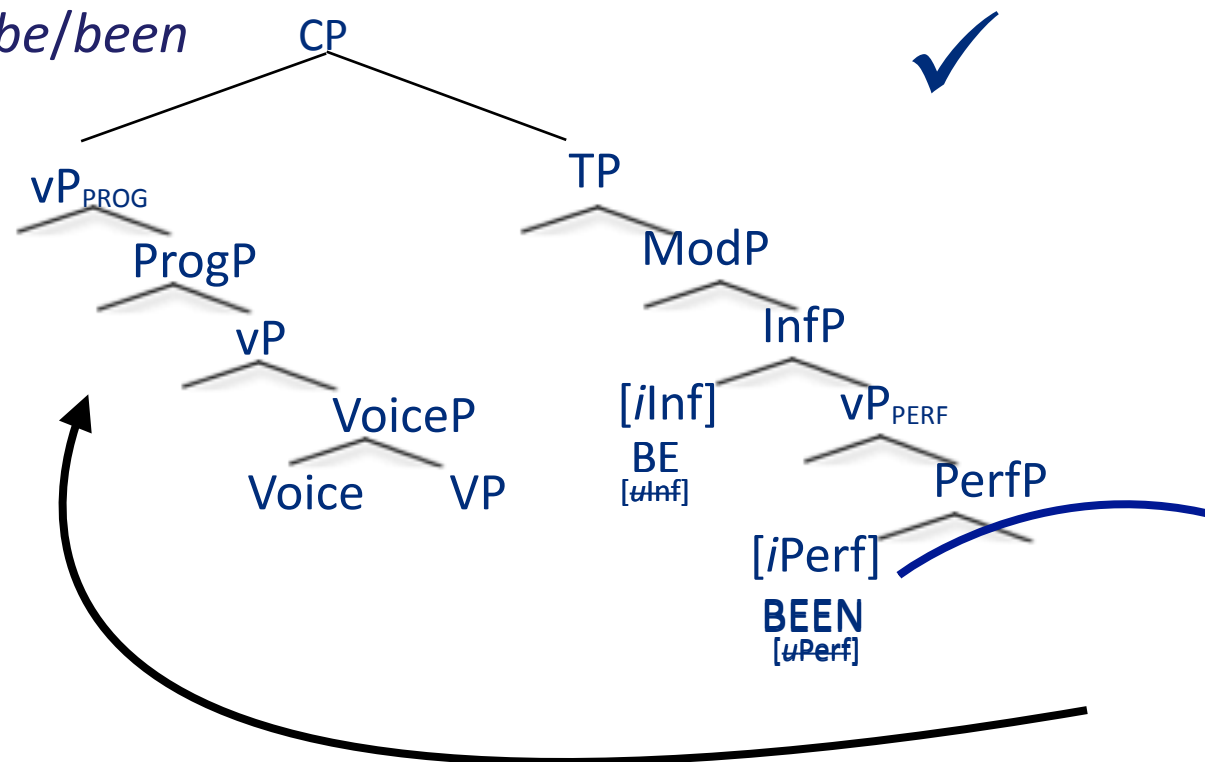 be/been
CP
vP PROG
TP
ProgP
ModP
vP
InfP
VoiceP
[iInf]
vP PERF
BE
[uInf]
Voice
VP
PerfP
[iPerf]
BEEN
[uPerf]